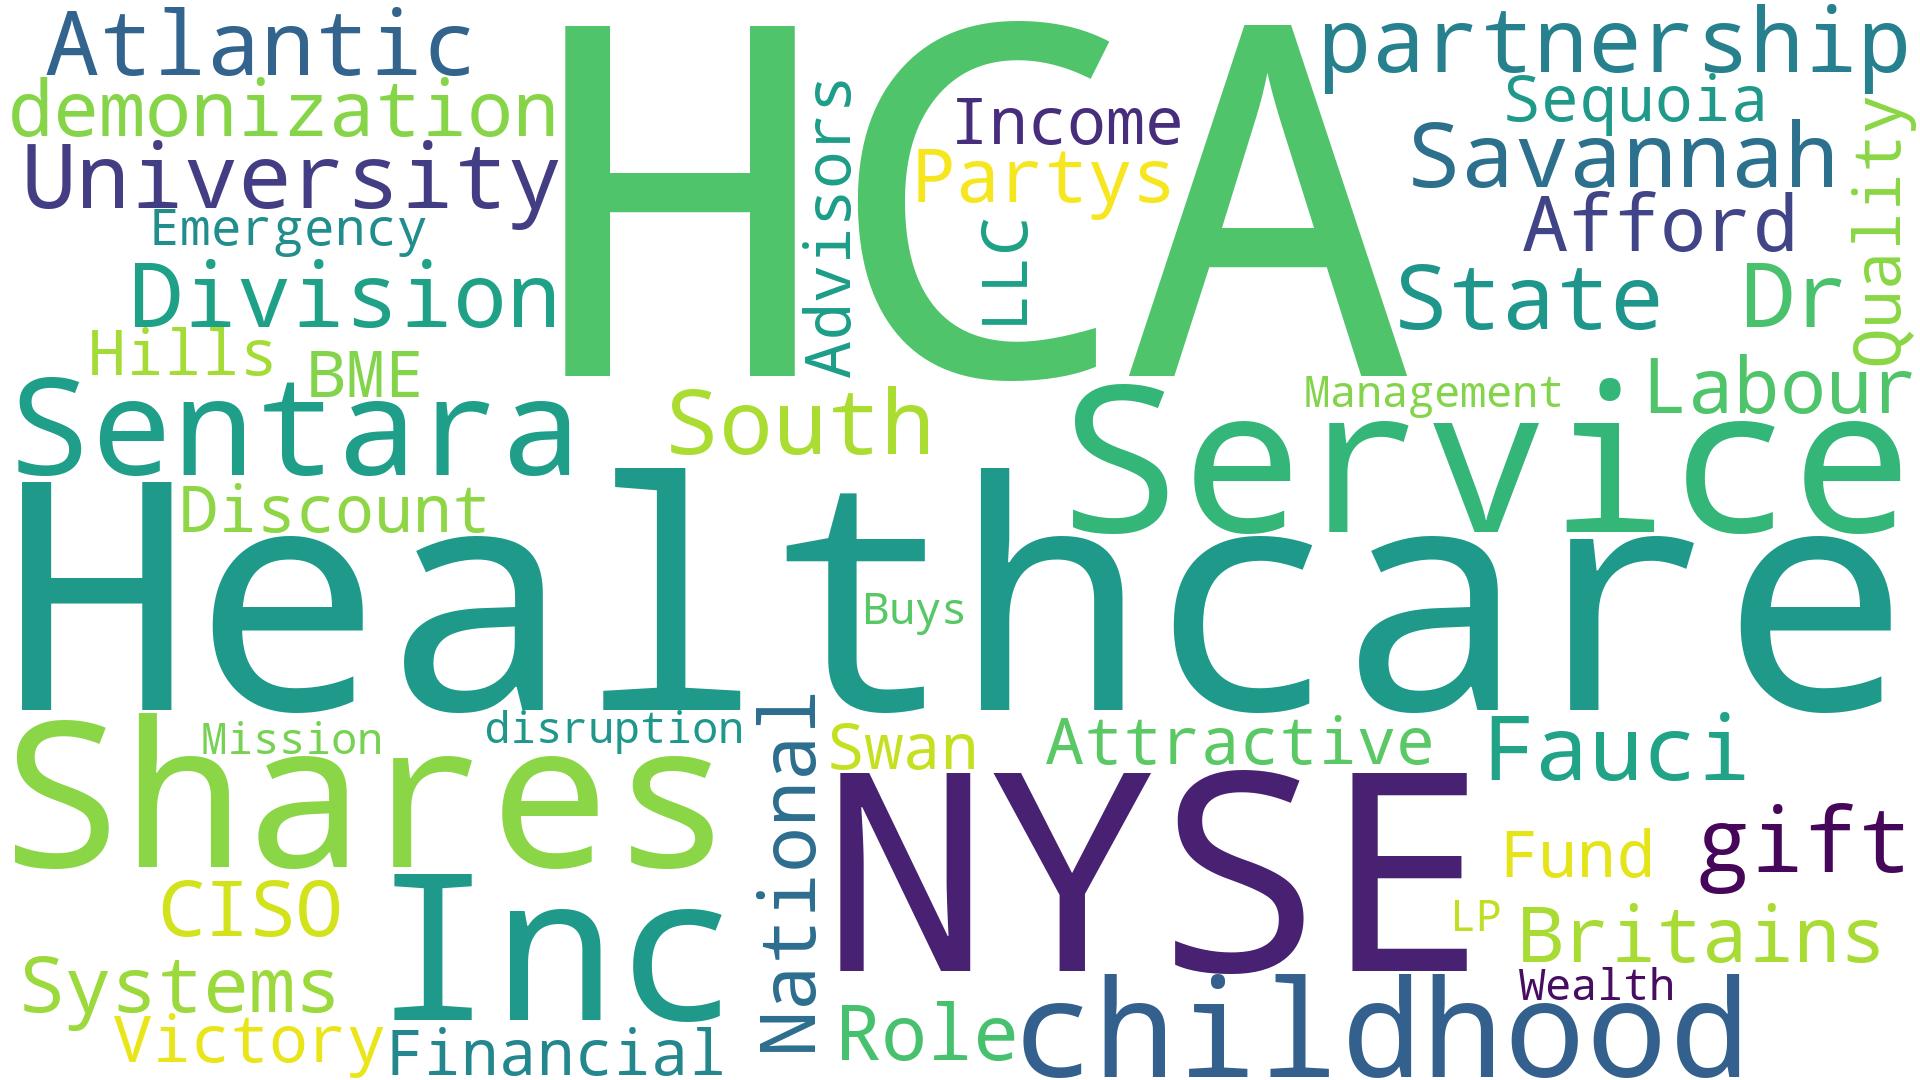 Atlantic
HCA
partnership
demonization
Advisors
Income
Sequoia
University
Partys
Savannah
Quality
Emergency
LLC
Afford
Division
State
Dr
Hills
BME
Sentara
South
Management
Labour
Service
Discount
Healthcare
Buys
Shares
Mission
disruption
National
Swan
Attractive
Fauci
NYSE
Fund
gift
CISO
Inc
LP
Britains
Systems
Wealth
Victory
Financial
Role
childhood